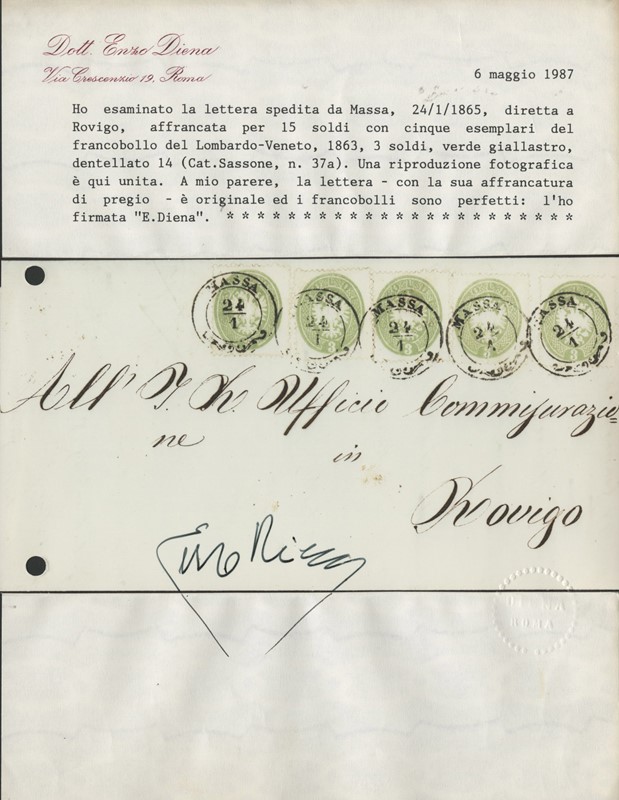 Dott. Enzo Diena
Via Crescenzio 19, Roma
6 maggio 1987
Ho esaminato la lettera spedita da Massa, 24/1/1865, diretta a
Rovigo, affrancata per 15 soldi con cinque esemplari del
francobollo del Lombardo-Veneto, 1863, 3 soldi, verde giallastro,
dentellato 14 (Cat.Sassone, n. 37a). Una riproduzione fotografica
è qui unita. A mio parere, la lettera - con la sua affrancatura
di pregio - è originale ed i francobolli sono perfetti: l'ho
firmata "E.Diena". * * * * * * * * * * * * * * * * * * * * * *
MASSA 24/1
MASSA 24/1
MASSA 24/1
MASSA 24/1
MASSA 24/1
All' I. R. Ufficio Commisurazio=
ne in
Rovigo
Enzo Diena
DIENA
ROMA